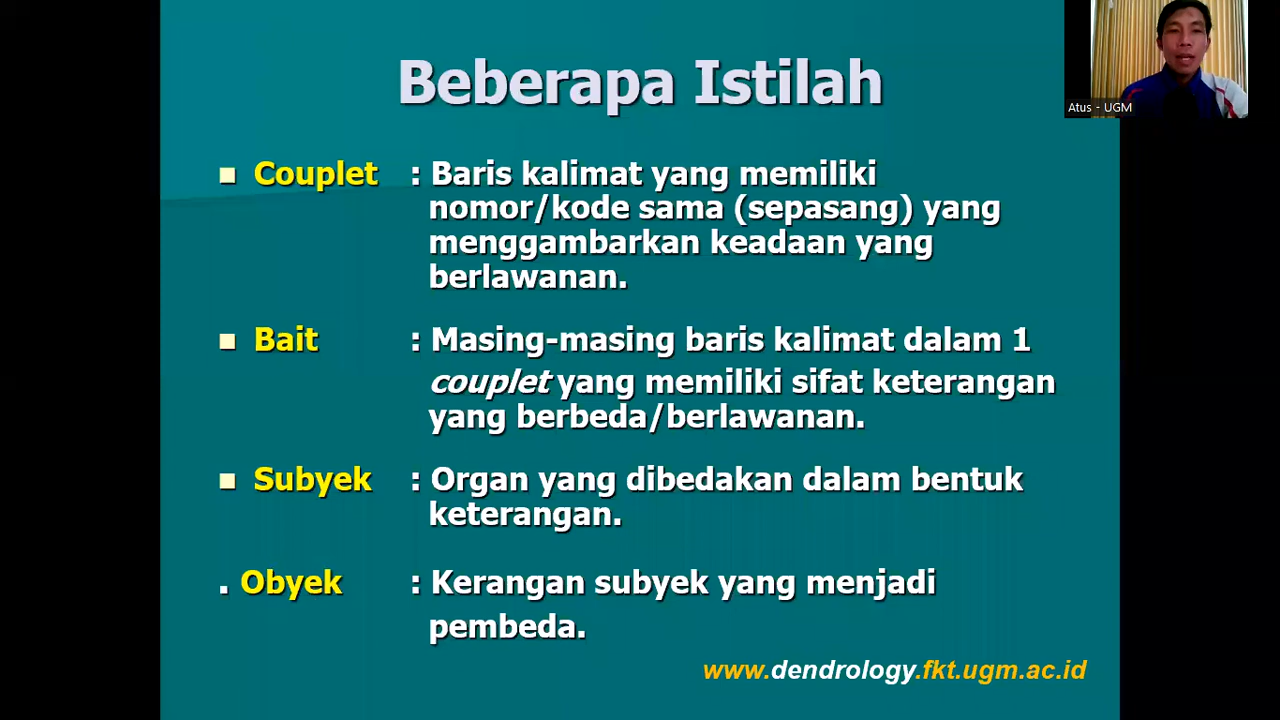 Beberapa Istilah
Atus - UGM
Couplet : Baris kalimat yang memiliki
nomor/kode sama (sepasang) yang
menggambarkan keadaan yang
berlawanan.
Bait : Masing-masing baris kalimat dalam 1
couplet yang memiliki sifat keterangan
yang berbeda/berlawanan.
Subyek : Organ yang dibedakan dalam bentuk
keterangan.
. Obyek : Kerangan subyek yang menjadi
pembeda.
www.dendrology.fkt.ugm.ac.id